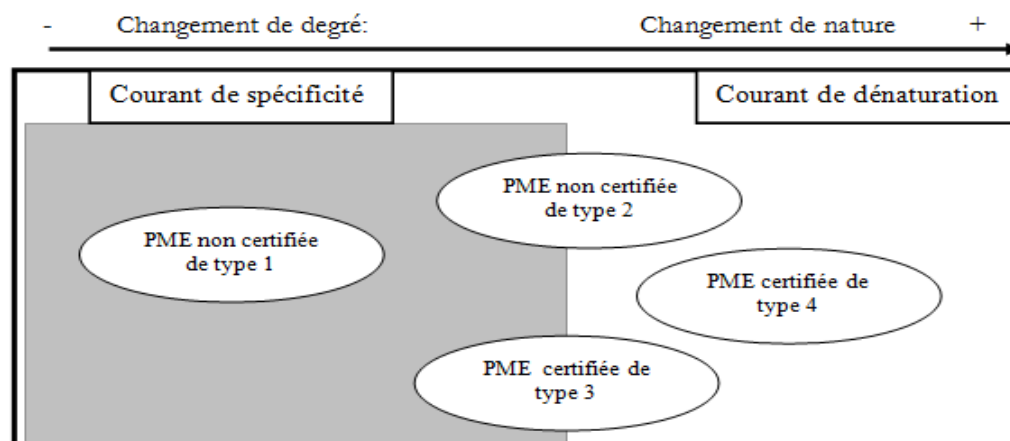 - Changement de degré: Changement de nature +
Courant de spécificité Courant de dénaturation
PME non certifiée
de type 2
PME non certifiée
de type 1
PME certifiée de
type 4
PME certifiée de
type 3